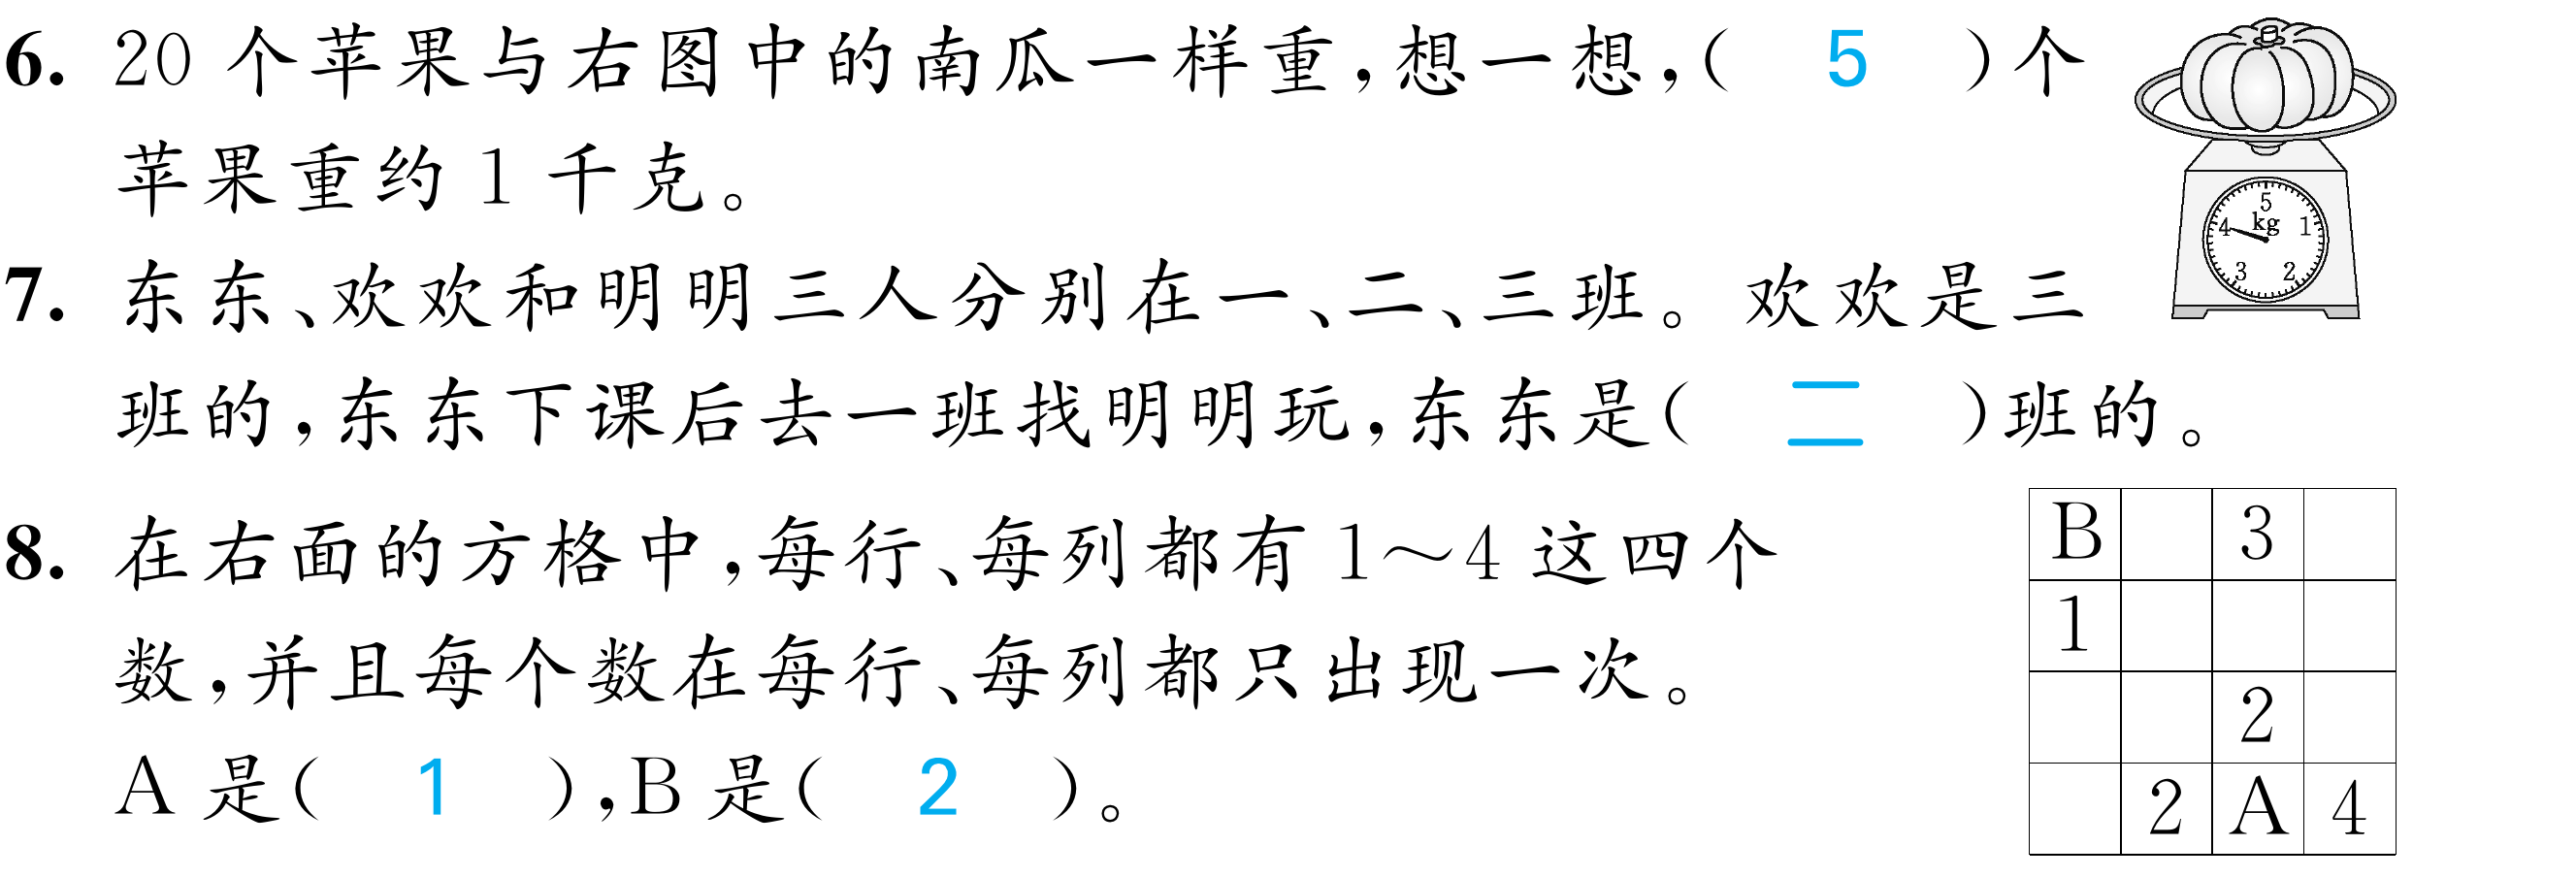 6. 20 个苹果与右图中的南瓜一样重,想一想,( 5 )个
苹果重约 1 千克。
5
kg
4 1
3 2
7. 东东、欢欢和明明三人分别在一、二、三班。欢欢是三
班的,东东下课后去一班找明明玩,东东是( 二 )班的。
8. 在右面的方格中,每行、每列都有 1～4 这四个
数,并且每个数在每行、每列都只出现一次。
A 是( 1 ),B 是( 2 )。
B 3
1
2
2 A 4